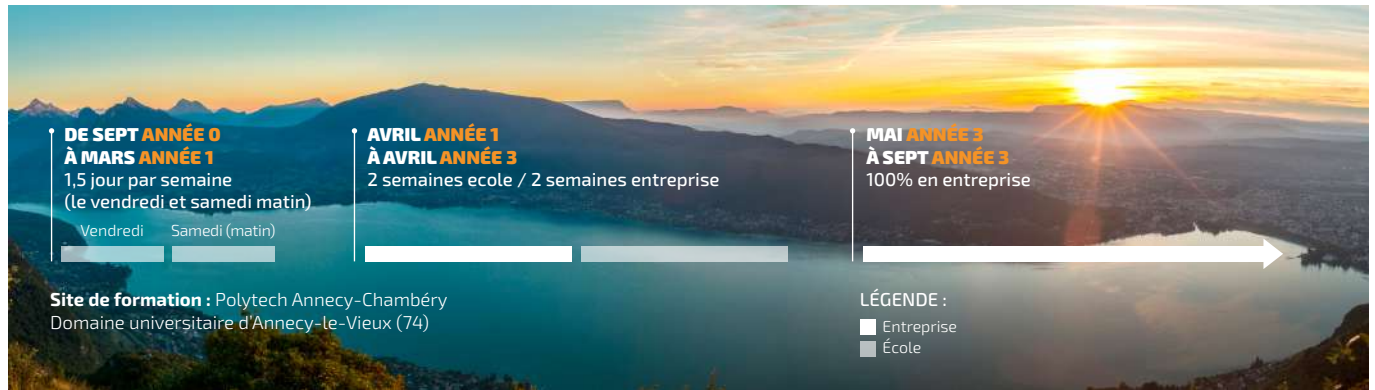 DE SEPT ANNÉE 0
À MARS ANNÉE 1
1,5 jour par semaine
(le vendredi et samedi matin)
Vendredi Samedi (matin)
AVRIL ANNÉE 1
À AVRIL ANNÉE 3
2 semaines ecole / 2 semaines entreprise
MAI ANNÉE 3
À SEPT ANNÉE 3
100% en entreprise
Site de formation : Polytech Annecy-Chambéry
Domaine universitaire d'Annecy-le-Vieux (74)
LÉGENDE :
Entreprise
École